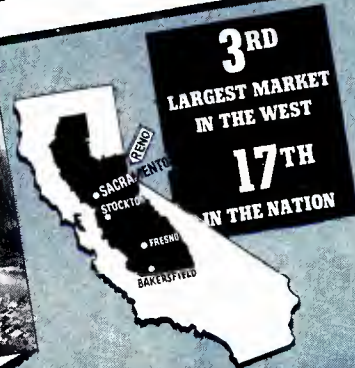 3RD
LARGEST MARKET
IN THE WEST
17TH
IN THE NATION
RENO
SACRAMENTO
STOCKTON
FRESNO
BAKERSFIELD